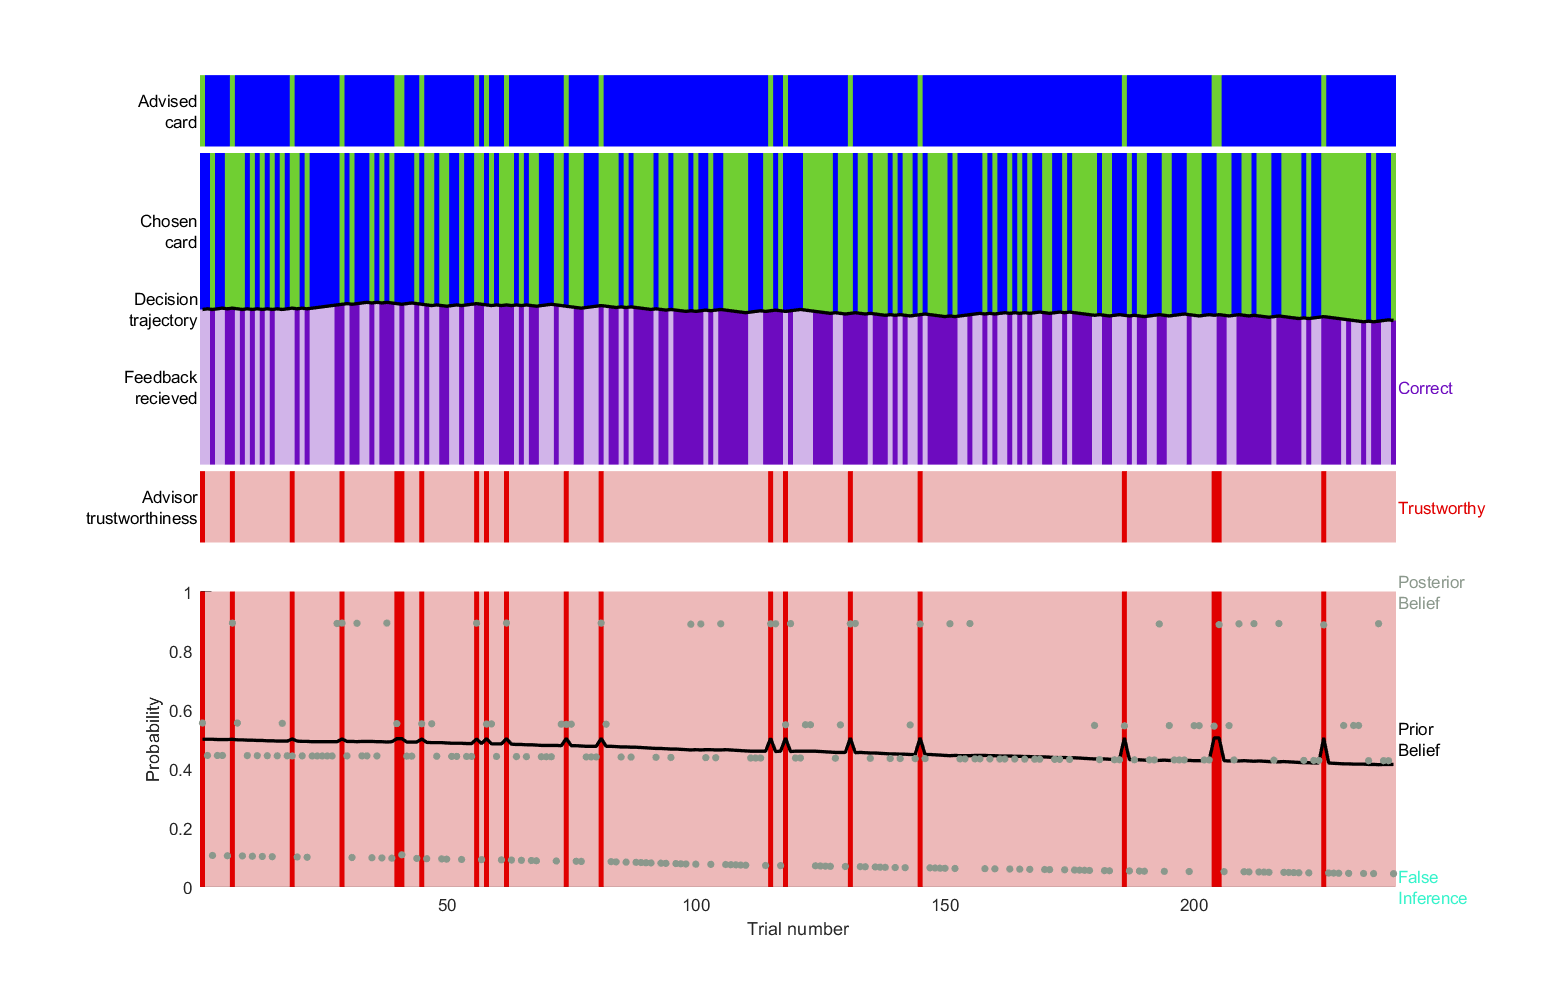 Advised
card
Chosen
card
Decision
trajectory
Feedback
recieved
Correct
Advisor
trustworthiness
Trustworthy
Posterior
Belief
1
0.8
0.6
Prior
Belief
Probability
0.4
0.2
0
False
Inference
50
100
150
200
Trial number